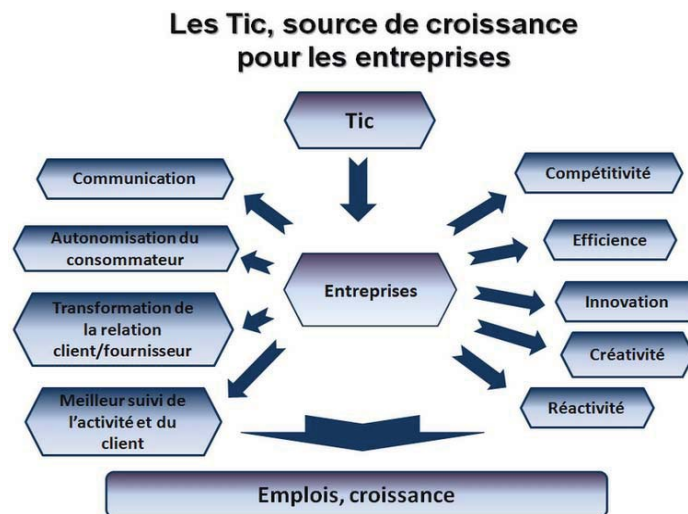 Les Tic, source de croissance
pour les entreprises
Tic
Communication
Autonomisation du
consommateur
Transformation de
la relation
client/fournisseur
Meilleur suivi de
l'activité et du
client
Entreprises
Compétitivité
Efficience
Innovation
Créativité
Réactivité
Emplois, croissance